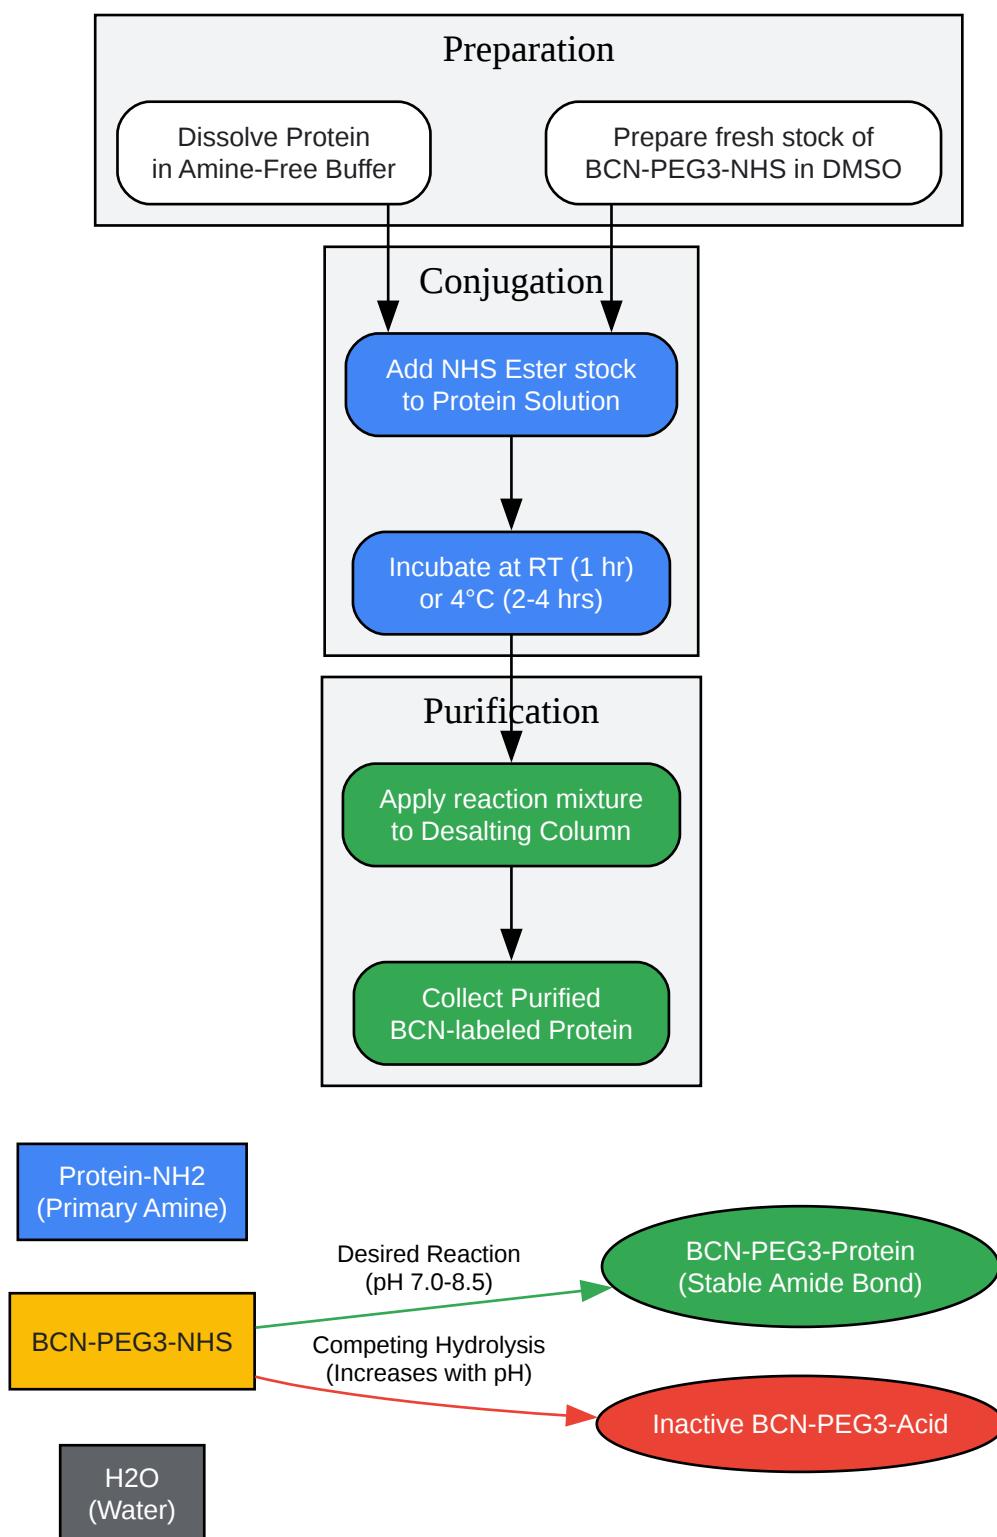 Preparation
Dissolve Protein
in Amine-Free Buffer
Prepare fresh stock of
BCN-PEG3-NHS in DMSO
Conjugation
Add NHS Ester stock
to Protein Solution
Incubate at RT (1 hr)
or 4°C (2-4 hrs)
Purification
Apply reaction mixture
to Desalting Column
Collect Purified
BCN-labeled Protein
Protein-NH2
(Primary Amine)
Desired Reaction
(pH 7.0-8.5)
BCN-PEG3-Protein
(Stable Amide Bond)
BCN-PEG3-NHS
Competing Hydrolysis
(Increases with pH)
Inactive BCN-PEG3-Acid
H2O
(Water)